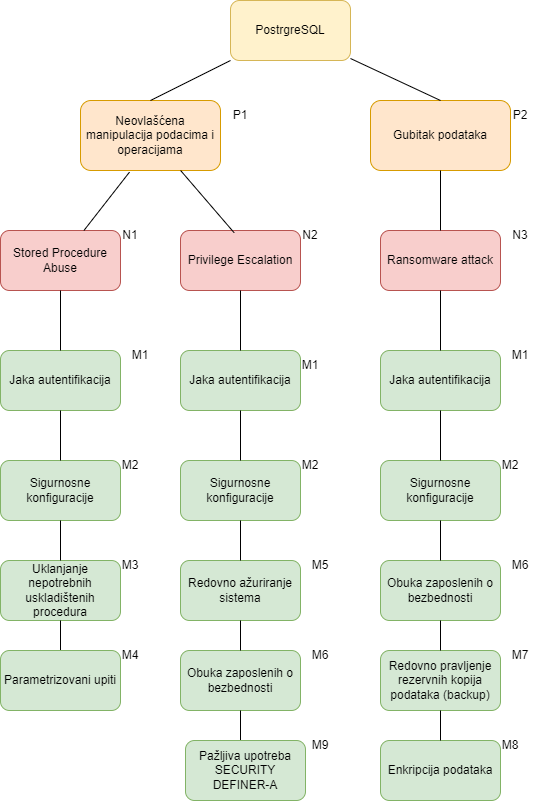 PostrgreSQL
P1
Neovlašćena
manipulacija podacima i
operacijama
P2
Gubitak podataka
N1
Stored Procedure
Abuse
N2
Privilege Escalation
N3
Ransomware attack
M1
Jaka autentifikacija
M1
Jaka autentifikacija
M1
Jaka autentifikacija
M2
Sigurnosne
konfiguracije
M2
Sigurnosne
konfiguracije
M2
Sigurnosne
konfiguracije
M3
Uklanjanje
nepotrebnih
uskladištenih
procedura
M5
Redovno ažuriranje
sistema
M6
Obuka zaposlenih o
bezbednosti
M4
Parametrizovani upiti
M6
Obuka zaposlenih o
bezbednosti
M7
Redovno pravljenje
rezervnih kopija
podataka (backup)
M9
Pažljiva upotreba
SECURITY
DEFINER-A
M8
Enkripcija podataka